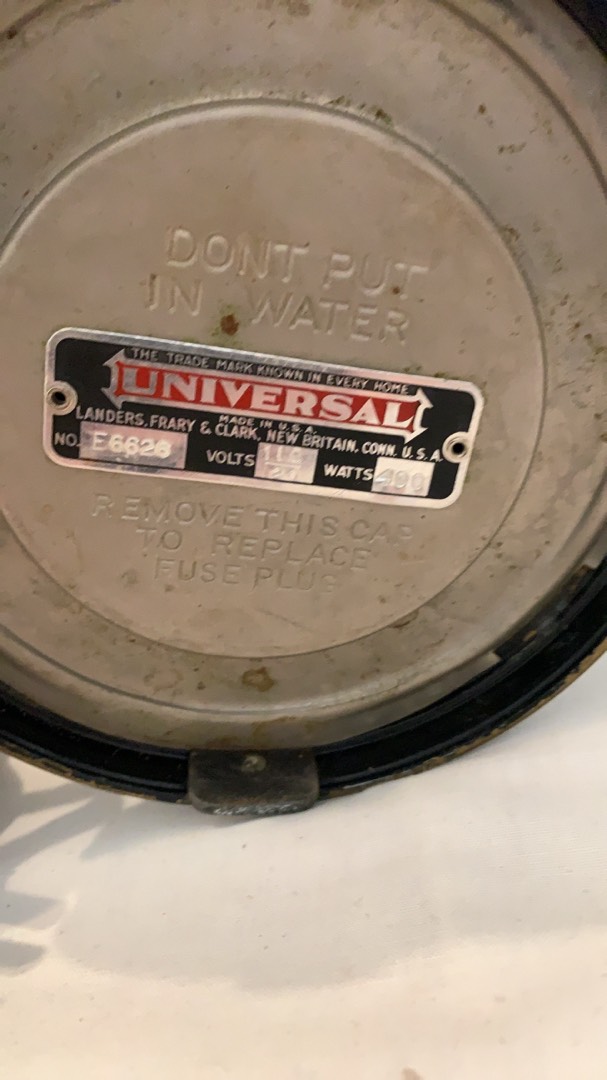 DONT PUT
IN WATER
THE TRADE MARK KNOWN IN EVERY HOME
UNIVERSAL
MADE IN U.S.A.
LANDERS, FRARY & CLARK, NEW BRITAIN, CONN. U.S.A.
NO. E6626 VOLTS WATTS 400
REMOVE THIS CAP
TO REPLACE
FUSE PLUG